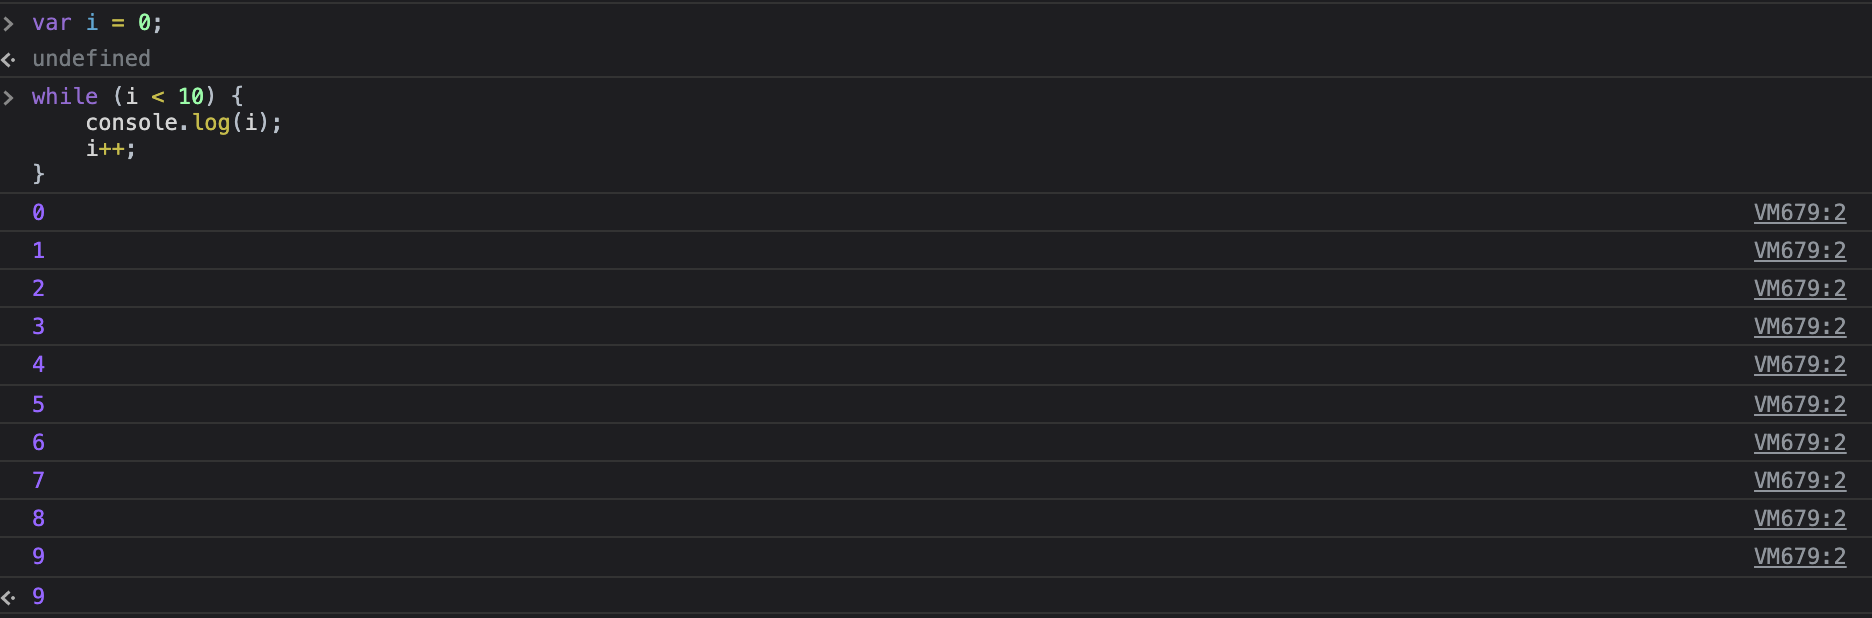 > var i = 0;
<· undefined
> while (i < 10) {
    console.log(i);
    i++;
}
0 VM679:2
1 VM679:2
2 VM679:2
3 VM679:2
4 VM679:2
5 VM679:2
6 VM679:2
7 VM679:2
8 VM679:2
9 VM679:2
<· 9